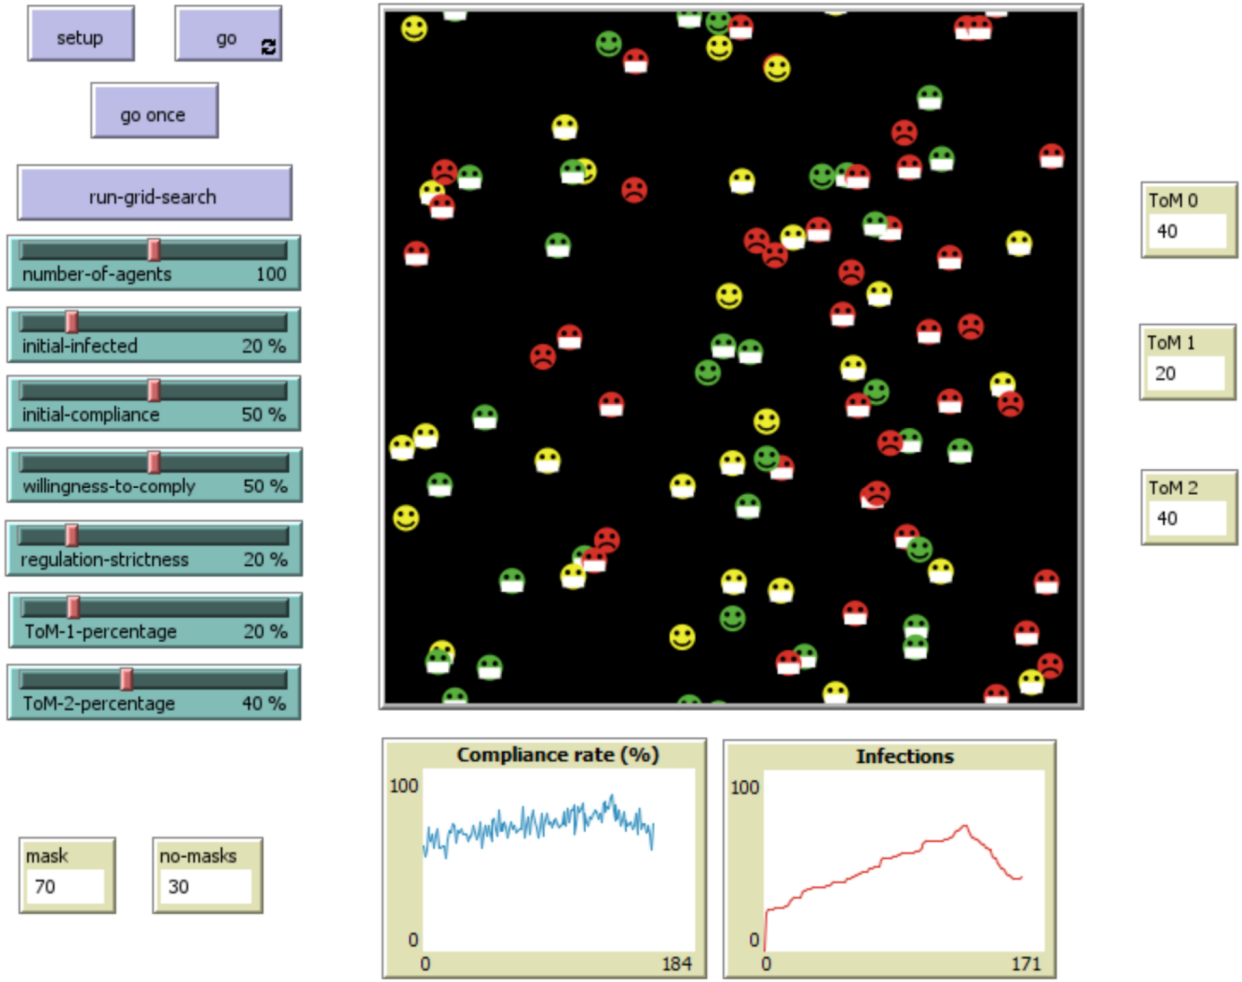 setup
go
go once
run-grid-search
number-of-agents 100
initial-infected 20 %
initial-compliance 50 %
willingness-to-comply 50 %
regulation-strictness 20 %
ToM-1-percentage 20 %
ToM-2-percentage 40 %
mask
70
no-masks
30
Compliance rate (%)
100
0
0 184
Infections
100
0
0 171
ToM 0
40
ToM 1
20
ToM 2
40